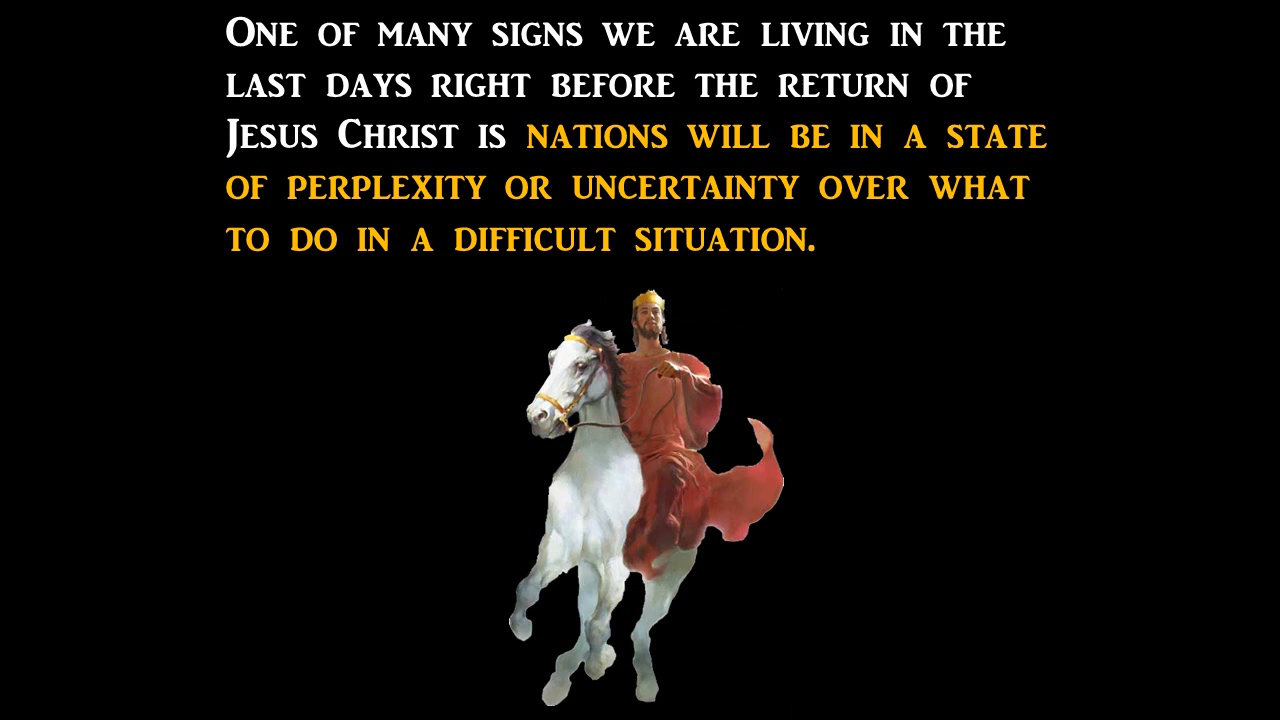 One of many signs we are living in the
last days right before the return of
Jesus Christ is nations will be in a state
of perplexity or uncertainty over what
to do in a difficult situation.